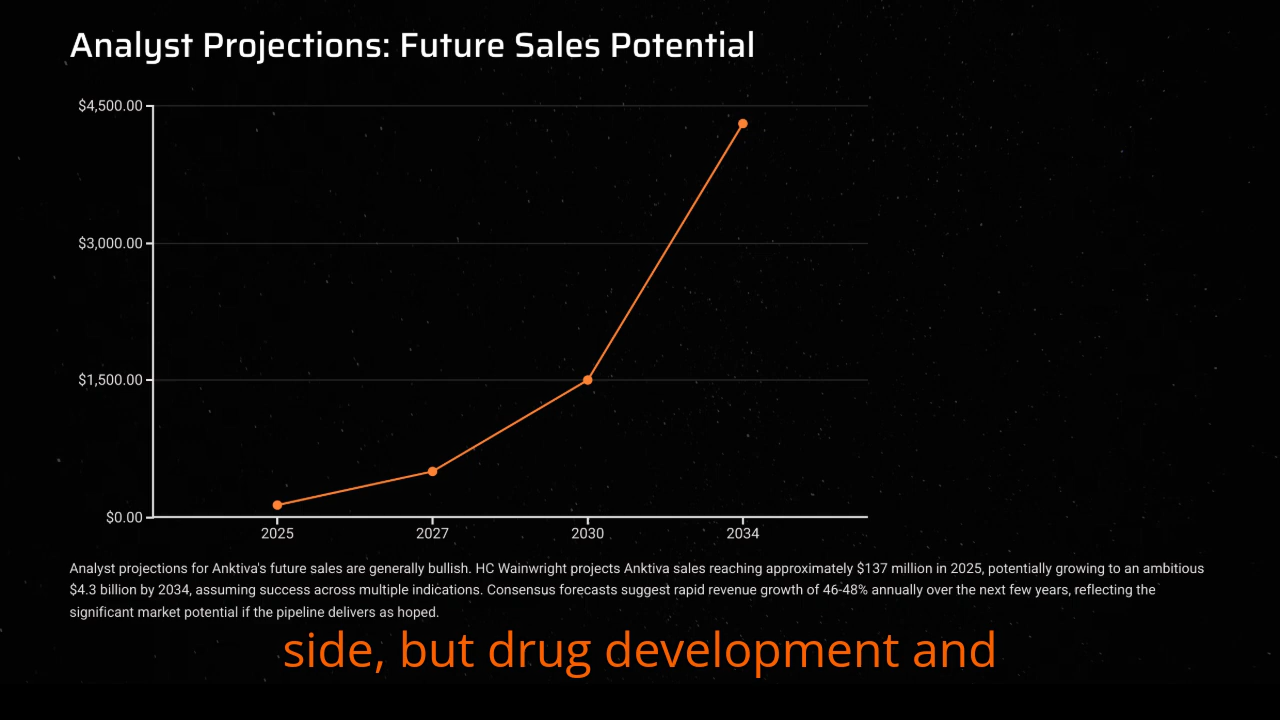 Analyst Projections: Future Sales Potential
$4,500.00
$3,000.00
$1,500.00
$0.00
2025 2027 2030 2034
Analyst projections for Anktiva's future sales are generally bullish. HC Wainwright projects Anktiva sales reaching approximately $137 million in 2025, potentially growing to an ambitious
$4.3 billion by 2034, assuming success across multiple indications. Consensus forecasts suggest rapid revenue growth of 46-48% annually over the next few years, reflecting the
significant market potential if the pipeline delivers as hoped.
side, but drug development and